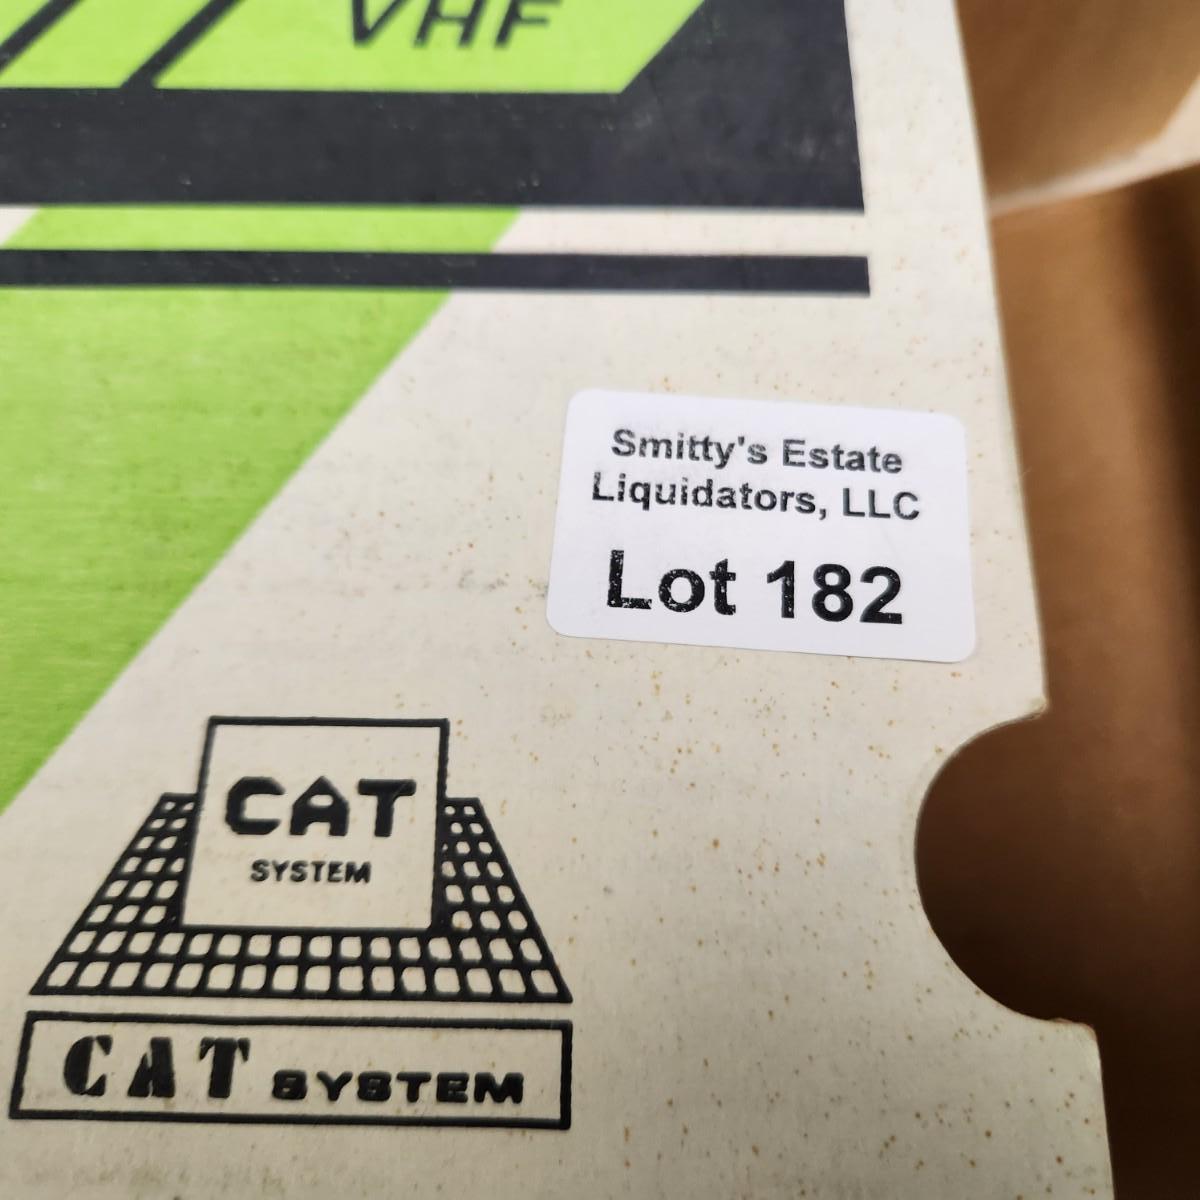 VHF
Smitty's Estate
Liquidators, LLC
Lot 182
CAT
SYSTEM
CAT SYSTEM